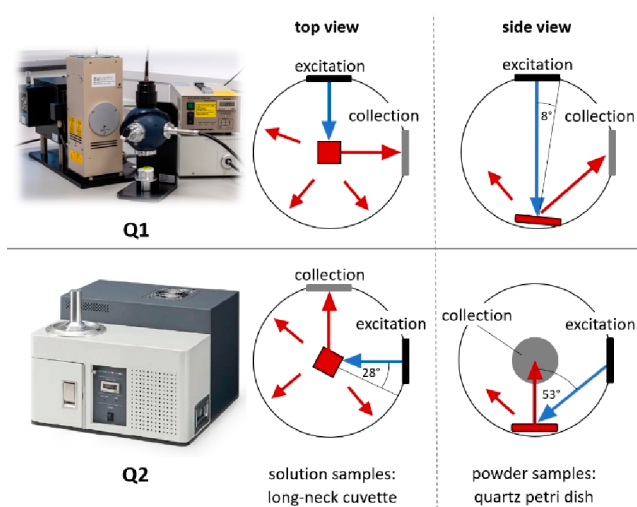 top view
side view
excitation
excitation
collection
collection
8°
Q1
collection
excitation
collection
excitation
28°
53°
Q2
solution samples:
long-neck cuvette
powder samples:
quartz petri dish